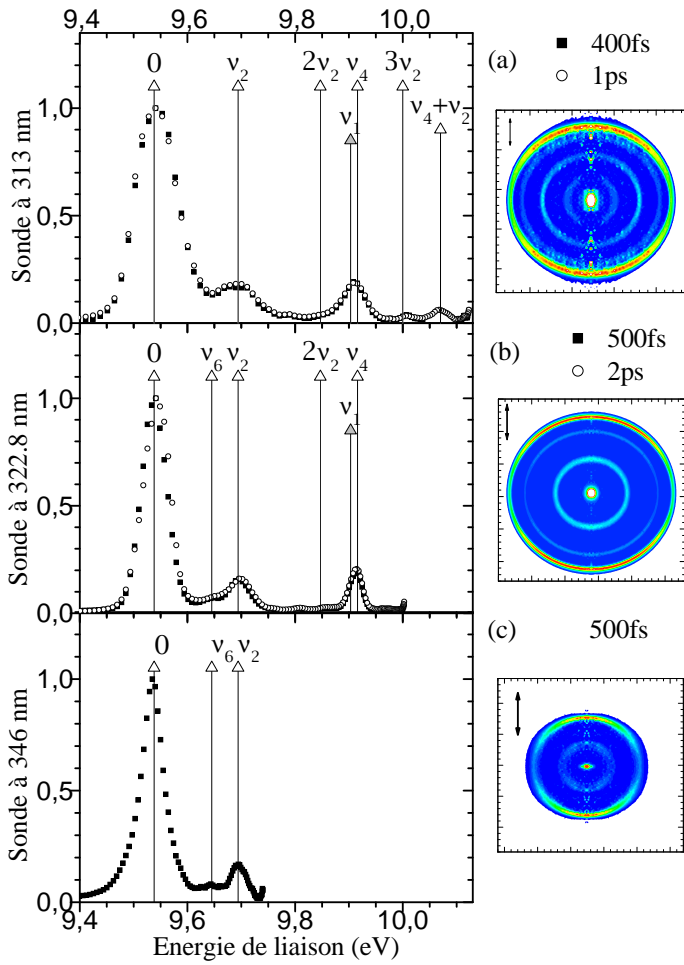 9,4 9,6 9,8 10,0
(a)
■ 400fs
○ 1ps
0 ν2 2ν2 ν4 3ν2
ν1
ν4+ν2
1,0
0,5
0,0
Sonde à 313 nm
(b)
■ 500fs
○ 2ps
0 ν6 ν2 2ν2 ν4
ν1
1,0
0,5
0,0
Sonde à 322.8 nm
(c) 500fs
0 ν6 ν2
1,0
0,5
0,0
Sonde à 346 nm
9,4 9,6 9,8 10,0
Energie de liaison (eV)